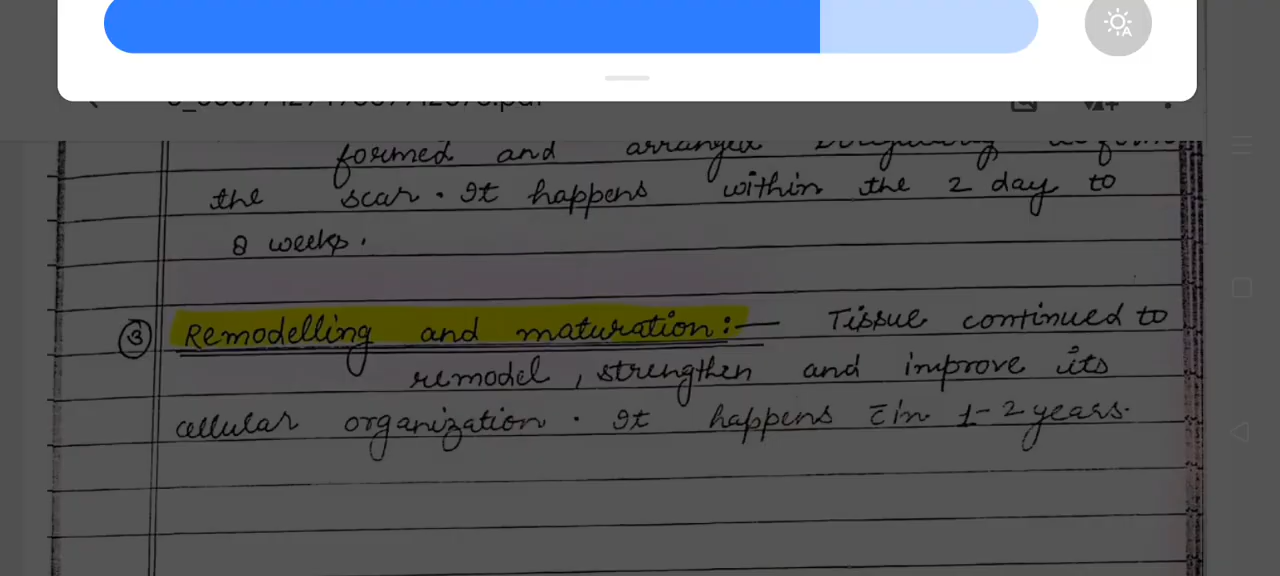 formed and arranged
the scar. It happens within the 2 day to
8 weeks.
③ Remodelling and maturation:— Tissue continued to
remodel, strengthen and improve its
cellular organization. It happens c̄in 1-2 years.